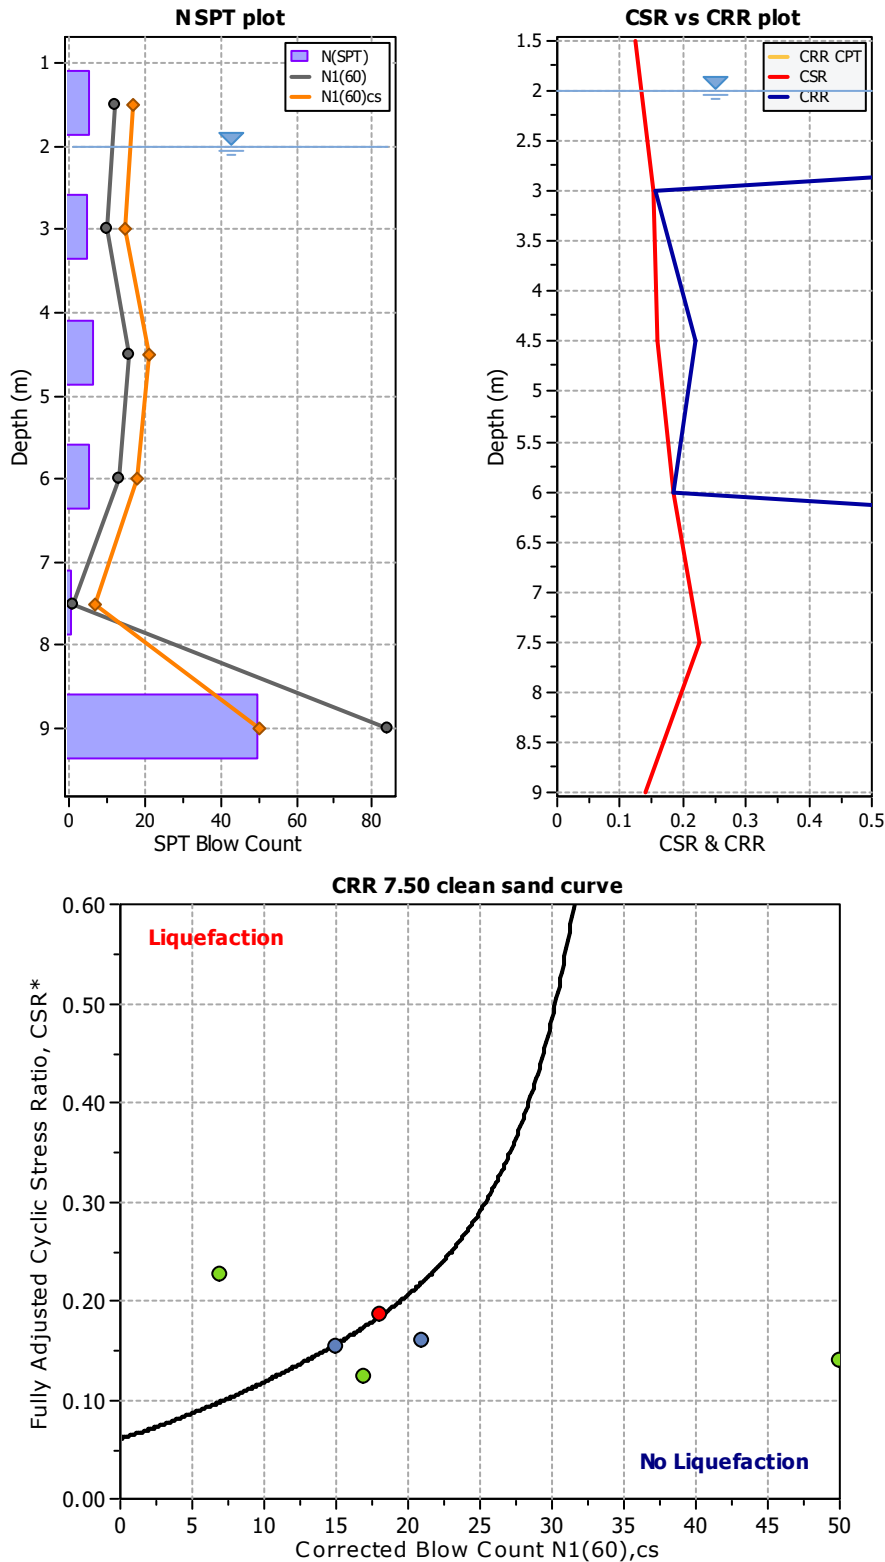 NSPT plot
N(SPT)
N1(60)
N1(60)cs
1
2
3
4
5
6
7
8
9
Depth (m)
0 20 40 60 80
SPT Blow Count
CSR vs CRR plot
CRR CPT
CSR
CRR
1.5
2
2.5
3
3.5
4
4.5
5
5.5
6
6.5
7
7.5
8
8.5
9
Depth (m)
0 0.1 0.2 0.3 0.4 0.5
CSR & CRR
CRR 7.50 clean sand curve
Liquefaction
0.60
0.50
0.40
0.30
0.20
0.10
0.00
Fully Adjusted Cyclic Stress Ratio, CSR*
No Liquefaction
0 5 10 15 20 25 30 35 40 45 50
Corrected Blow Count N1(60),cs